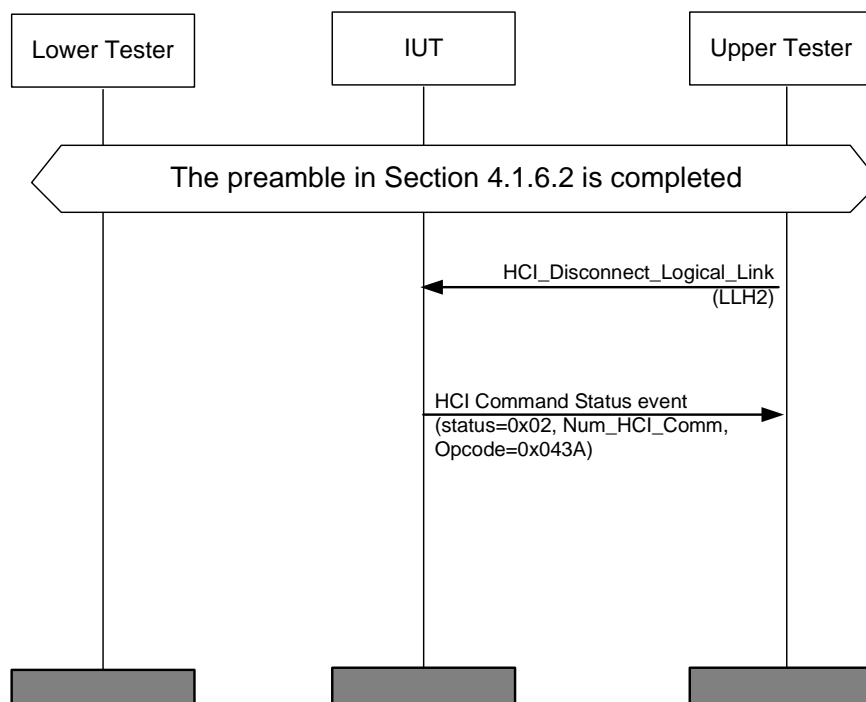 Lower Tester
IUT
Upper Tester
The preamble in Section 4.1.6.2 is completed
HCI_Disconnect_Logical_Link
(LLH2)
HCI Command Status event
(status=0x02, Num_HCI_Comm,
Opcode=0x043A)